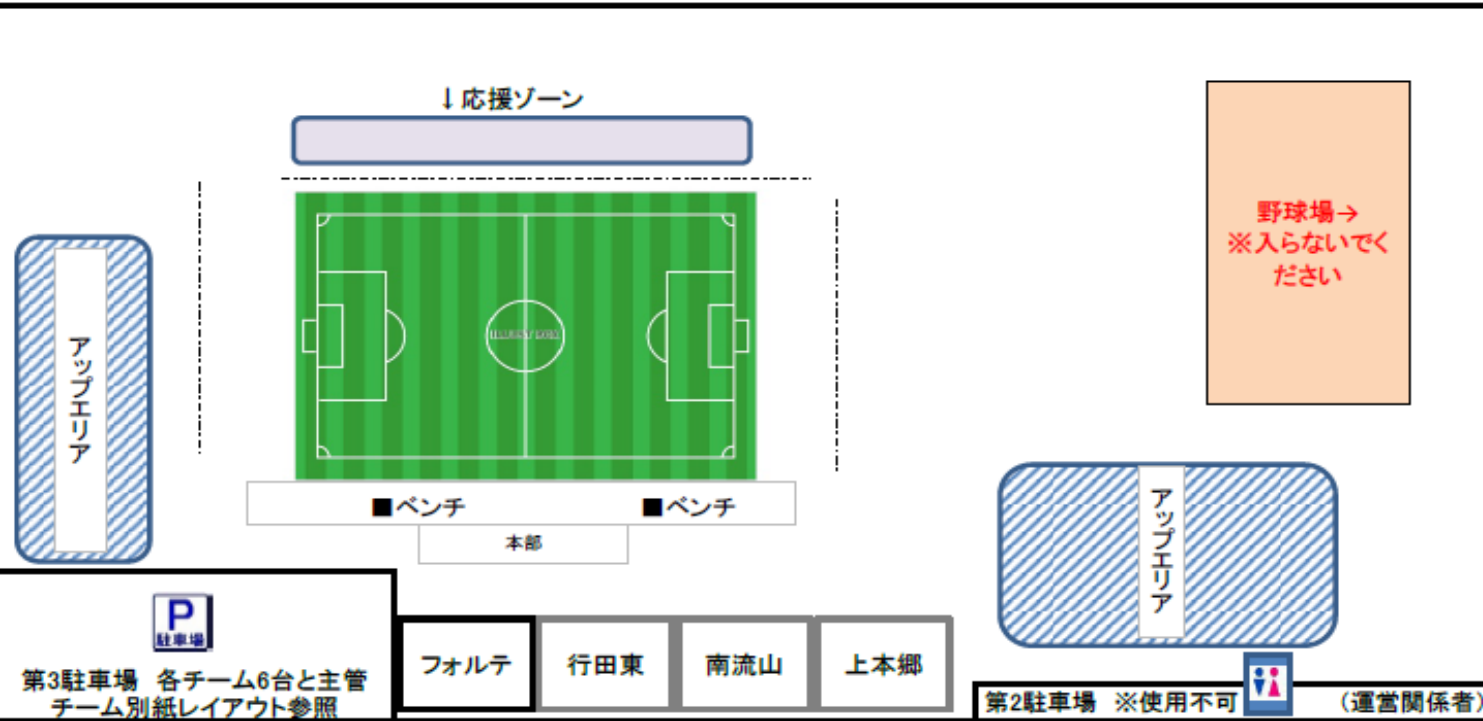 ↓応援ゾーン
野球場→
※入らないでく
ださい
アップエリア
■ベンチ
■ベンチ
本部
アップエリア
P
駐車場
第3駐車場 各チーム6台と主管
チーム別紙レイアウト参照
フォルテ
行田東
南流山
上本郷
第2駐車場 ※使用不可
(運営関係者)